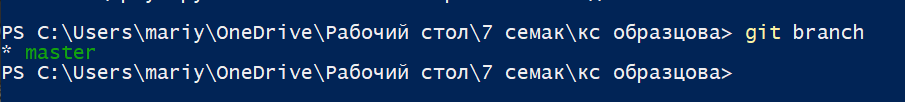 PS C:\Users\mariy\OneDrive\Рабочий стол\7 семак\кс образцова> git branch
* master
PS C:\Users\mariy\OneDrive\Рабочий стол\7 семак\кс образцова>